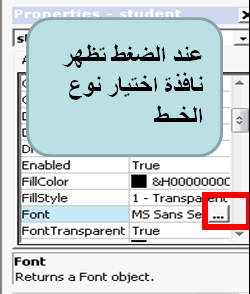 Properties - student
عند الضغط تظهر
نافذة اختيار نوع
الخـط
Enabled True
FillColor &H00000000
FillStyle 1 - Transparent
Font MS Sans Se ...
FontTransparent True
Font
Returns a Font object.